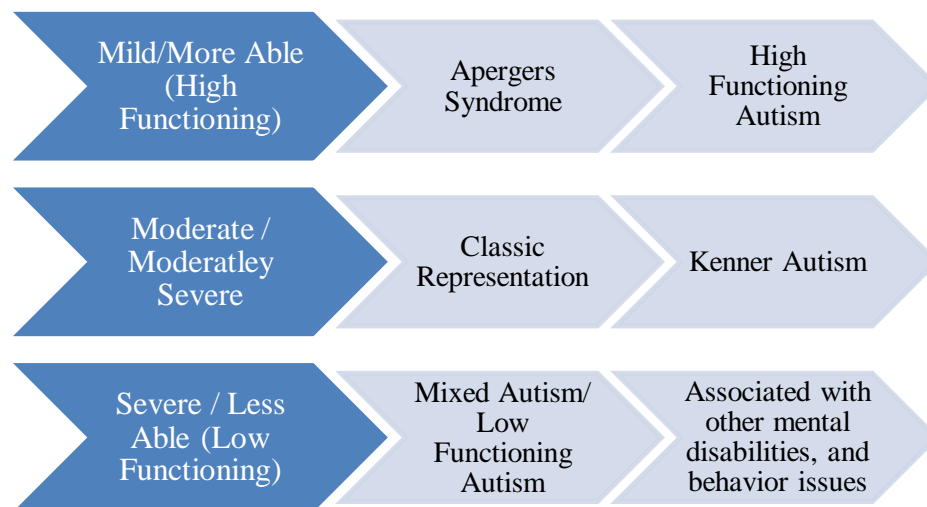 Mild/More Able
(High
Functioning)
Apergers
Syndrome
High
Functioning
Autism
Moderate /
Moderatley
Severe
Classic
Representation
Kenner Autism
Severe / Less
Able (Low
Functioning)
Mixed Autism/
Low
Functioning
Autism
Associated with
other mental
disabilities, and
behavior issues